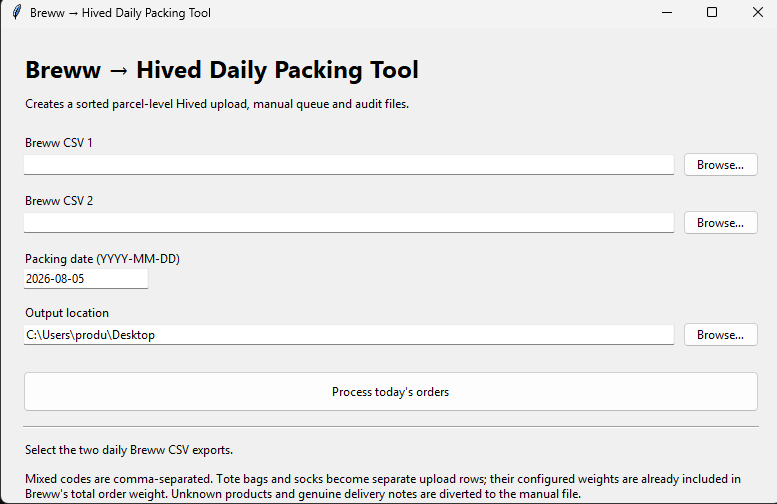 Breww → Hived Daily Packing Tool
Breww → Hived Daily Packing Tool
Creates a sorted parcel-level Hived upload, manual queue and audit files.
Breww CSV 1
Browse...
Breww CSV 2
Browse...
Packing date (YYYY-MM-DD)
2026-08-05
Output location
C:\Users\produ\Desktop
Browse...
Process today's orders
Select the two daily Breww CSV exports.
Mixed codes are comma-separated. Tote bags and socks become separate upload rows; their configured weights are already included in
Breww's total order weight. Unknown products and genuine delivery notes are diverted to the manual file.